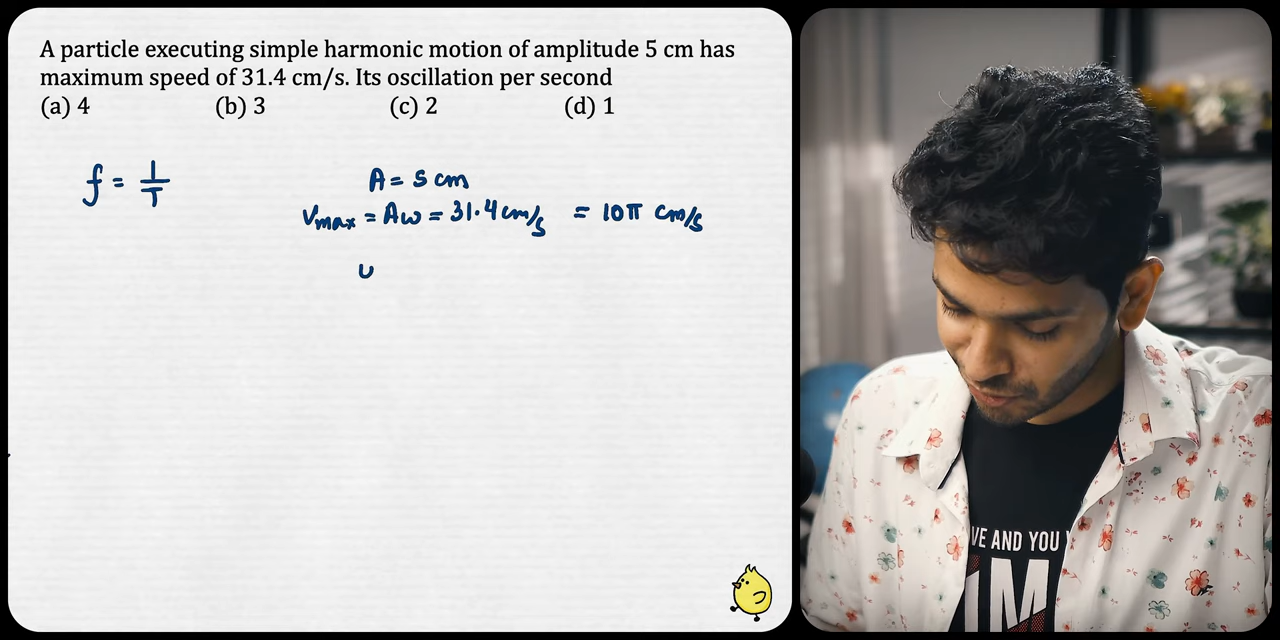 A particle executing simple harmonic motion of amplitude 5 cm has
maximum speed of 31.4 cm/s. Its oscillation per second
(a) 4 (b) 3 (c) 2 (d) 1
f = 1/T
A = 5 cm
Vmax = Aω = 31.4 cm/s = 10π cm/s
VE AND YOU